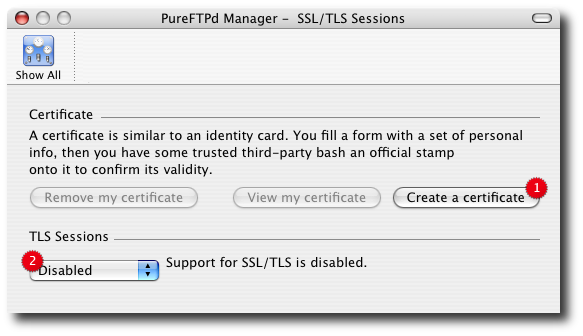 PureFTPd Manager - SSL/TLS Sessions
Show All
Certificate
A certificate is similar to an identity card. You fill a form with a set of personal
info, then you have some trusted third-party bash an official stamp
onto it to confirm its validity.
Remove my certificate View my certificate Create a certificate 1
TLS Sessions
2 Disabled Support for SSL/TLS is disabled.